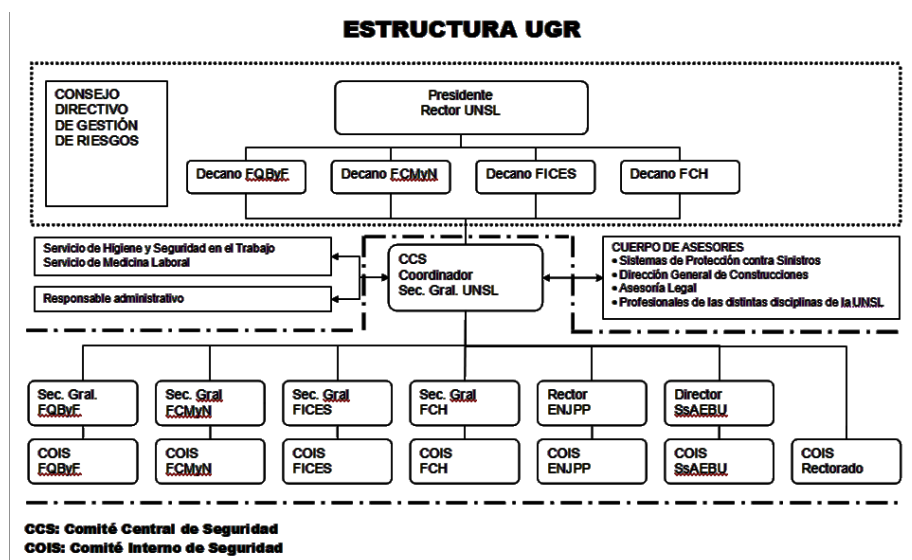 ESTRUCTURA UGR
CONSEJO
DIRECTIVO
DE GESTIÓN
DE RIESGOS
Presidente
Rector UNSL
Decano FQByF
Decano FCMyN
Decano FICES
Decano FCH
Servicio de Higiene y Seguridad en el Trabajo
Servicio de Medicina Laboral
Responsable administrativo
CCS
Coordinador
Sec. Gral. UNSL
CUERPO DE ASESORES
• Sistemas de Protección contra Sinistros
• Dirección General de Construcciones
• Asesoría Legal
• Profesionales de las distintas disciplinas de la UNSL
Sec. Gral.
FQByF
Sec. Gral
FCMyN
Sec. Gral
FICES
Sec. Gral
FCH
Rector
ENJPP
Director
SsAEBU
COIS
FQByF
COIS
FCMyN
COIS
FICES
COIS
FCH
COIS
ENJPP
COIS
SsAEBU
COIS
Rectorado
CCS: Comité Central de Seguridad
COIS: Comité Interno de Seguridad